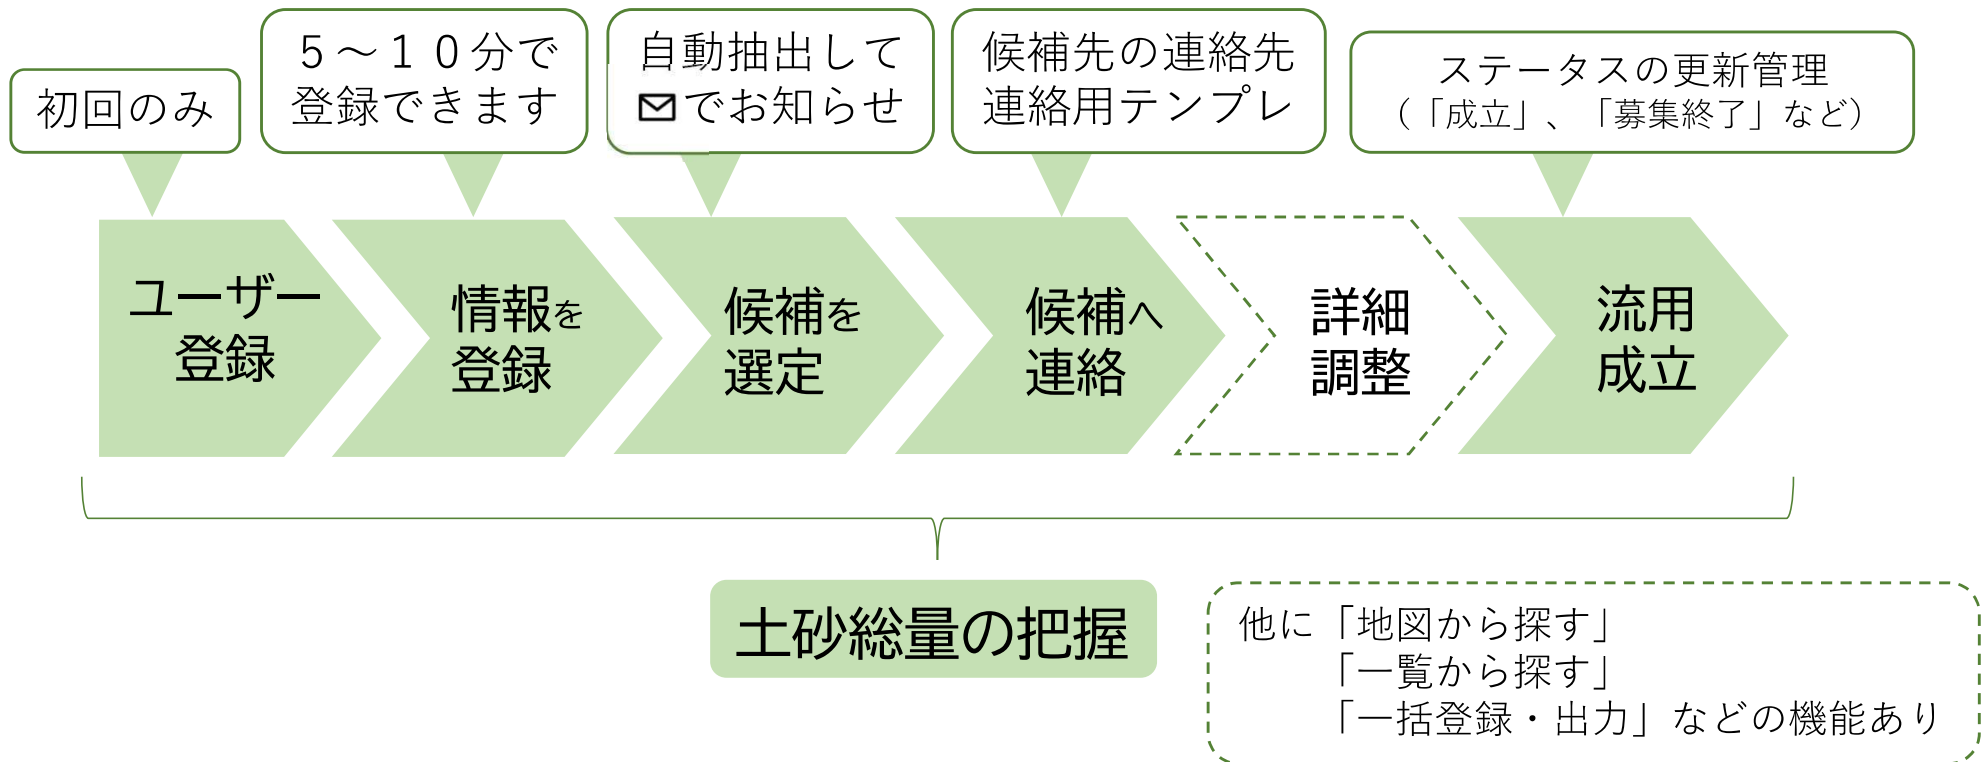 初回のみ
５～１０分で
登録できます
自動抽出して
でお知らせ
候補先の連絡先
連絡用テンプレ
ステータスの更新管理
（「成立」、「募集終了」など）
ユーザー
登録
情報を
登録
候補を
選定
候補へ
連絡
詳細
調整
流用
成立
土砂総量の把握
他に「地図から探す」
「一覧から探す」
「一括登録・出力」などの機能あり